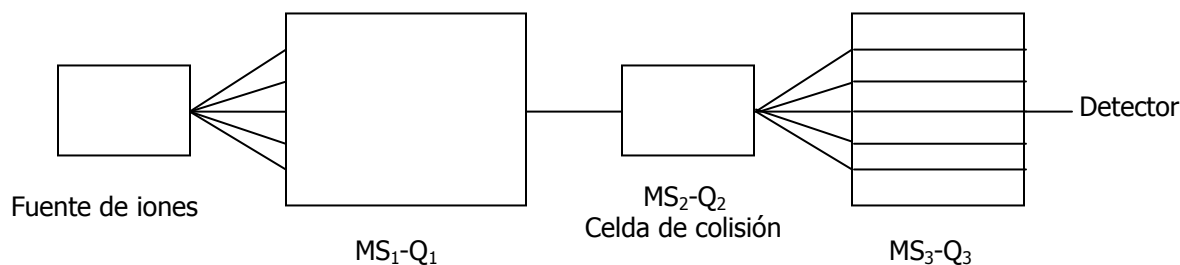 Detector
Fuente de iones
MS₂-Q₂
Celda de colisión
MS₁-Q₁
MS₃-Q₃